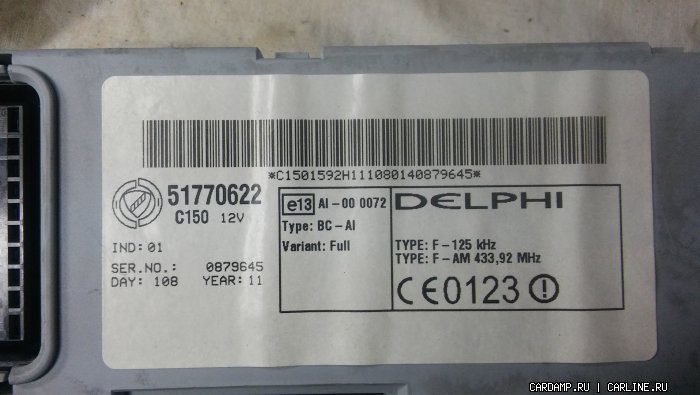 *C1501592H111080140879645*
51770622
C150 12V
IND: 01
SER.NO.: 0879645
DAY: 108 YEAR: 11
e13 AI-00 0072
Type: BC-AI
Variant: Full
DELPHI
TYPE: F-125 kHz
TYPE: F-AM 433,92 MHz
CE0123
CARDAMP.RU | CARLINE.RU